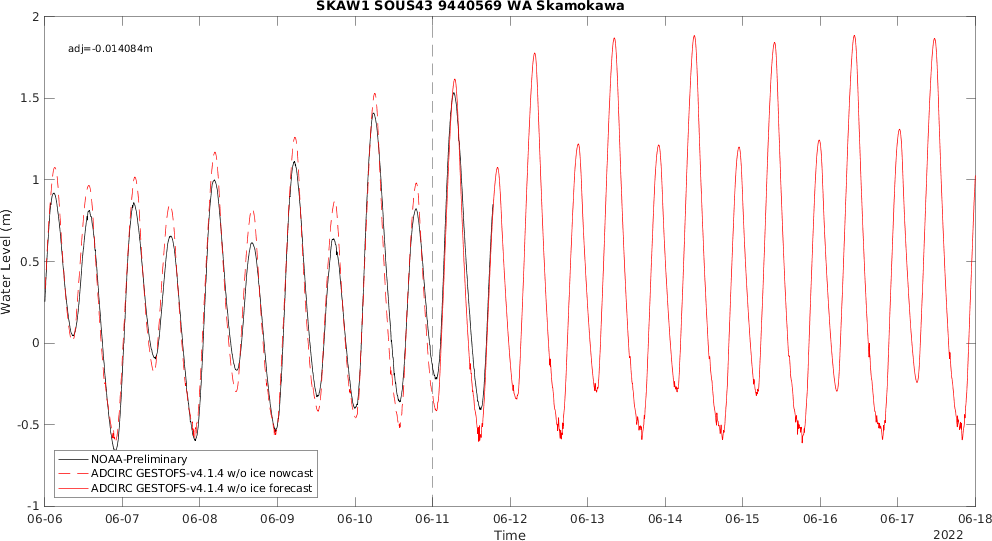 SKAW1 SOUS43 9440569 WA Skamokawa
adj=-0.014084m
Water Level (m)
2
1.5
1
0.5
0
-0.5
-1
NOAA-Preliminary
ADCIRC GESTOFS-v4.1.4 w/o ice nowcast
ADCIRC GESTOFS-v4.1.4 w/o ice forecast
06-06 06-07 06-08 06-09 06-10 06-11 06-12 06-13 06-14 06-15 06-16 06-17 06-18
Time
2022